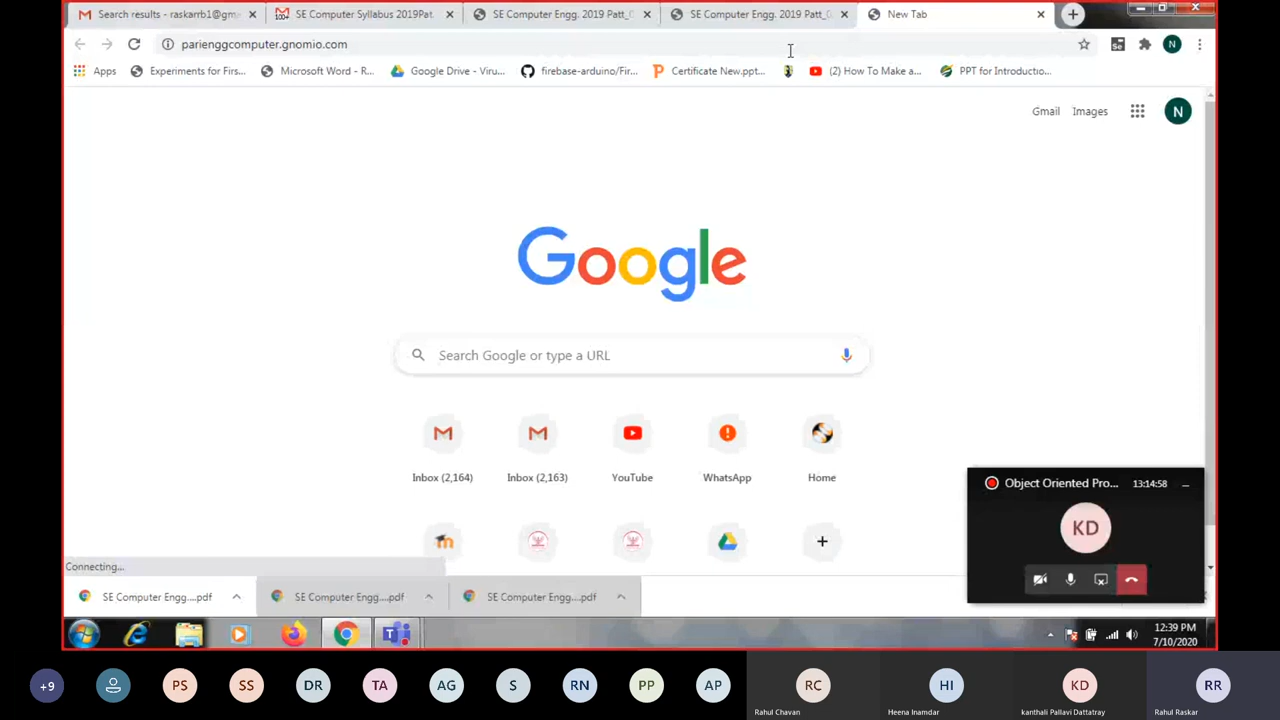 Search results - raskarrb1@gm
SE Computer Syllabus 2019Pat.
SE Computer Engg. 2019 Patt_
SE Computer Engg. 2019 Patt_
New Tab
parienggcomputer.gnomio.com
Apps
Experiments for Firs...
Microsoft Word - R...
Google Drive - Viru...
firebase-arduino/Fir...
Certificate New.ppt...
(2) How To Make a...
PPT for Introductio...
Gmail
Images
N
Google
Search Google or type a URL
Inbox (2,164)
Inbox (2,163)
YouTube
WhatsApp
Home
Object Oriented Pro...
13:14:58
KD
Connecting...
SE Computer Engg....pdf
SE Computer Engg....pdf
SE Computer Engg....pdf
12:39 PM
7/10/2020
+9
PS
SS
DR
TA
AG
S
RN
PP
AP
RC
Rahul Chavan
HI
Heena Inamdar
KD
kanthali Pallavi Dattatray
RR
Rahul Raskar